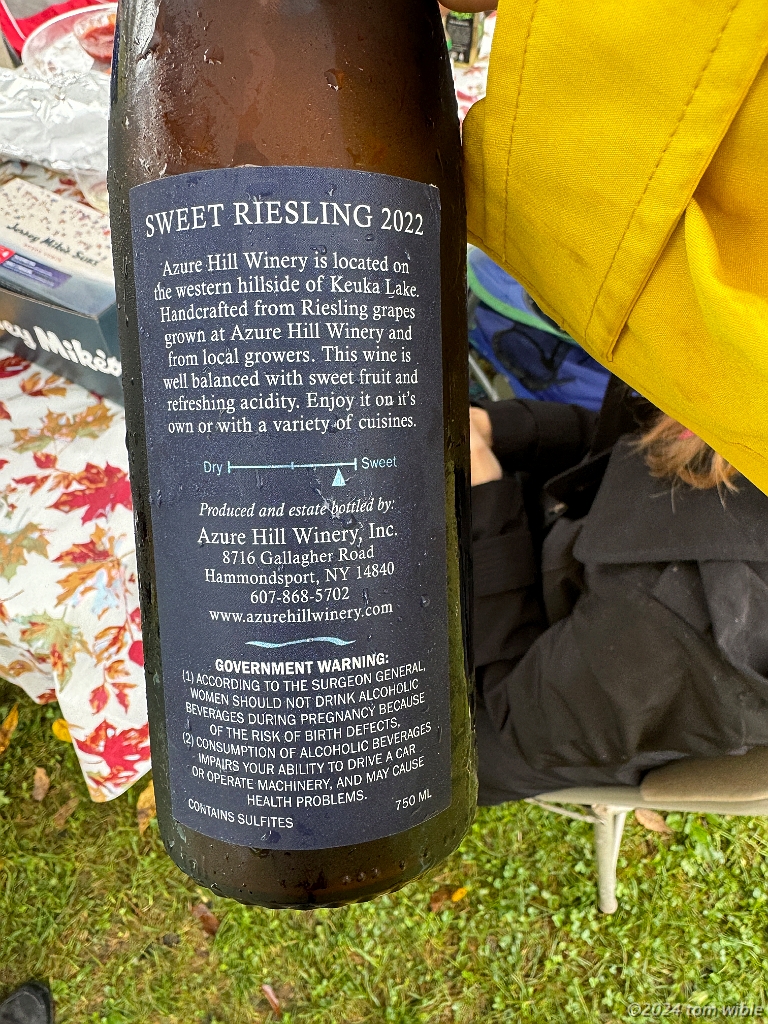 Jersey Mike's Subs
ey Mike's
SWEET RIESLING 2022
Azure Hill Winery is located on
the western hillside of Keuka Lake.
Handcrafted from Riesling grapes
grown at Azure Hill Winery and
from local growers. This wine is
well balanced with sweet fruit and
refreshing acidity. Enjoy it on it's
own or with a variety of cuisines.
Dry Sweet
Produced and estate bottled by:
Azure Hill Winery, Inc.
8716 Gallagher Road
Hammondsport, NY 14840
607-868-5702
www.azurehillwinery.com
GOVERNMENT WARNING:
(1) ACCORDING TO THE SURGEON GENERAL,
WOMEN SHOULD NOT DRINK ALCOHOLIC
BEVERAGES DURING PREGNANCY BECAUSE
OF THE RISK OF BIRTH DEFECTS.
(2) CONSUMPTION OF ALCOHOLIC BEVERAGES
IMPAIRS YOUR ABILITY TO DRIVE A CAR
OR OPERATE MACHINERY, AND MAY CAUSE
HEALTH PROBLEMS.
CONTAINS SULFITES 750 ML
©2024 tom wible